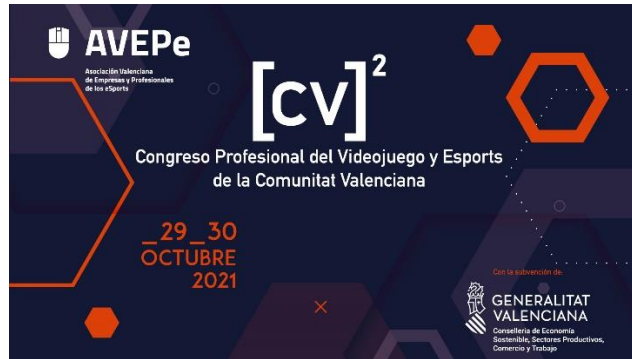 AVEPe
Asociación Valenciana
de Empresas y Profesionales
de los eSports
[CV]²
Congreso Profesional del Videojuego y Esports
de la Comunitat Valenciana
_29_30
OCTUBRE
2021
Con la subvención de:
GENERALITAT
VALENCIANA
Conselleria de Economía
Sostenible, Sectores Productivos,
Comercio y Trabajo